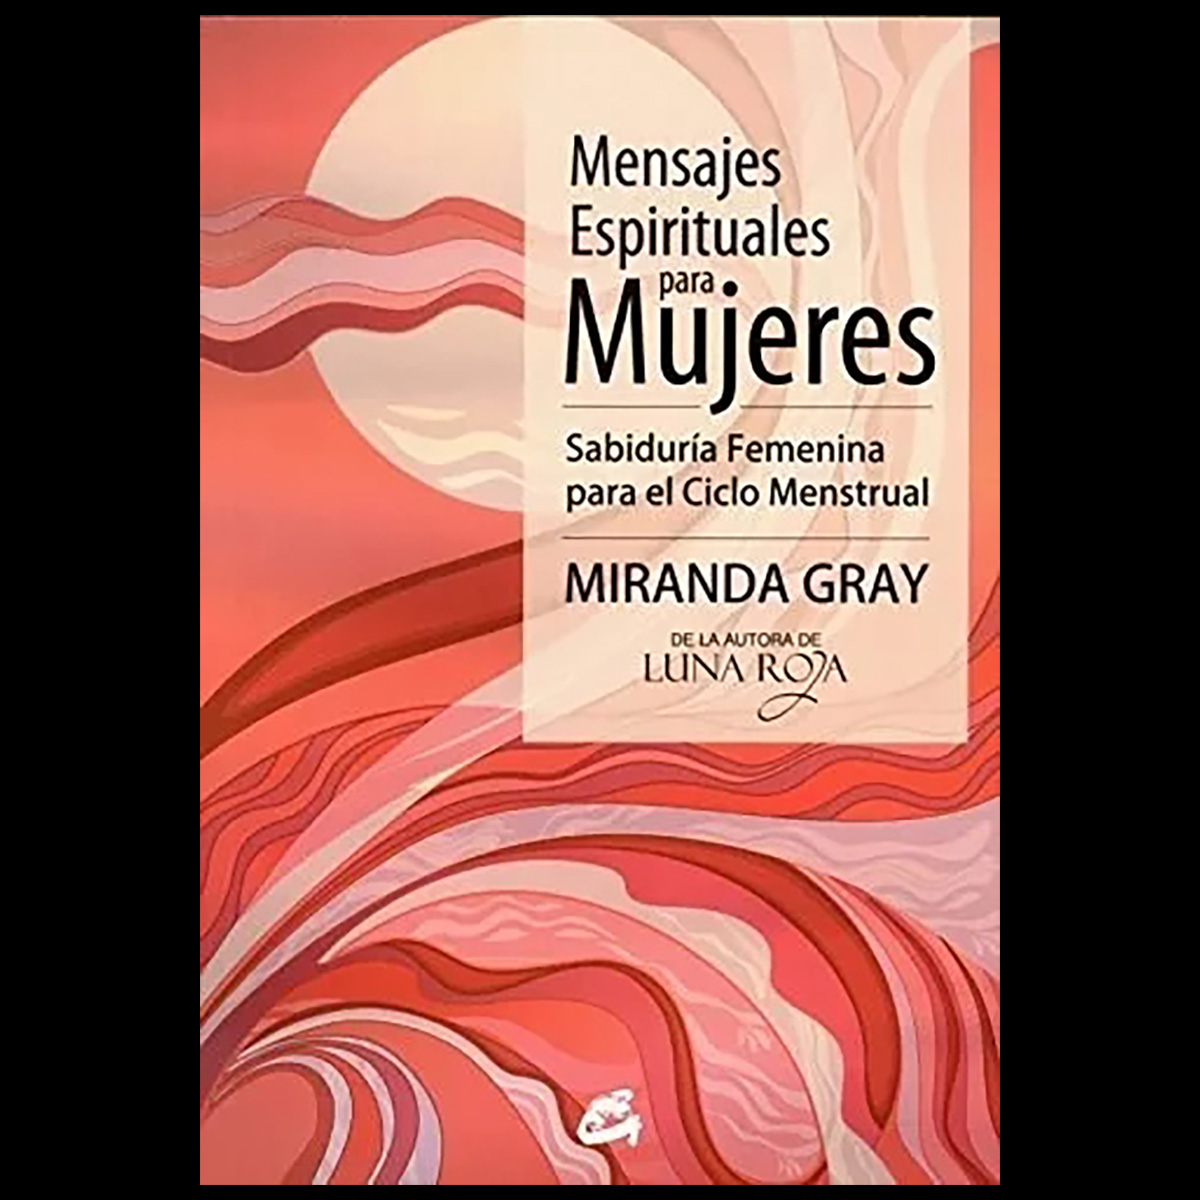 Mensajes
Espirituales
para
Mujeres
Sabiduría Femenina
para el Ciclo Menstrual
MIRANDA GRAY
DE LA AUTORA DE
LUNA ROJA